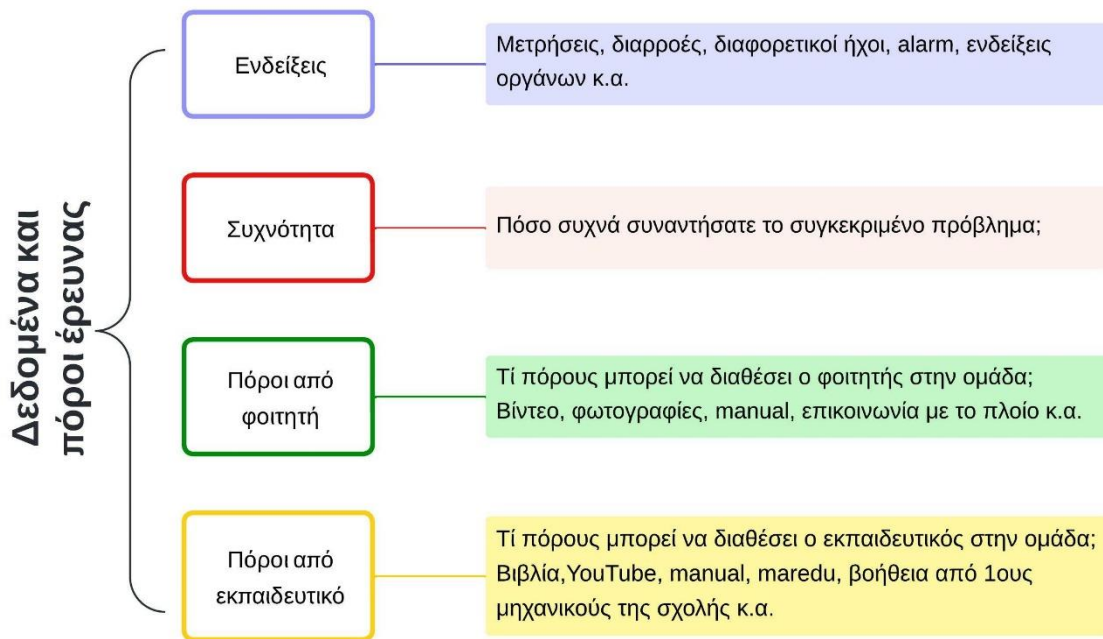 Δεδομένα και
πόροι έρευνας
Ενδείξεις
Μετρήσεις, διαρροές, διαφορετικοί ήχοι, alarm, ενδείξεις
οργάνων κ.α.
Συχνότητα
Πόσο συχνά συναντήσατε το συγκεκριμένο πρόβλημα;
Πόροι από
φοιτητή
Τί πόρους μπορεί να διαθέσει ο φοιτητής στην ομάδα;
Βίντεο, φωτογραφίες, manual, επικοινωνία με το πλοίο κ.α.
Πόροι από
εκπαιδευτικό
Τί πόρους μπορεί να διαθέσει ο εκπαιδευτικός στην ομάδα;
Βιβλία,YouTube, manual, maredu, βοήθεια από 1ους
μηχανικούς της σχολής κ.α.